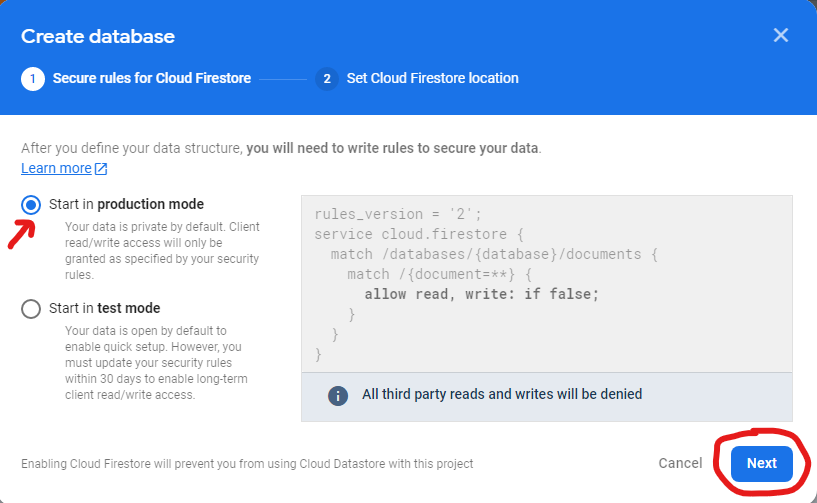 Create database
1 Secure rules for Cloud Firestore 2 Set Cloud Firestore location
After you define your data structure, you will need to write rules to secure your data.
Learn more
Start in production mode
Your data is private by default. Client
read/write access will only be
granted as specified by your security
rules.
Start in test mode
Your data is open by default to
enable quick setup. However, you
must update your security rules
within 30 days to enable long-term
client read/write access.
rules_version = '2';
service cloud.firestore {
  match /databases/{database}/documents {
    match /{document=**} {
      allow read, write: if false;
    }
  }
}
All third party reads and writes will be denied
Enabling Cloud Firestore will prevent you from using Cloud Datastore with this project
Cancel Next